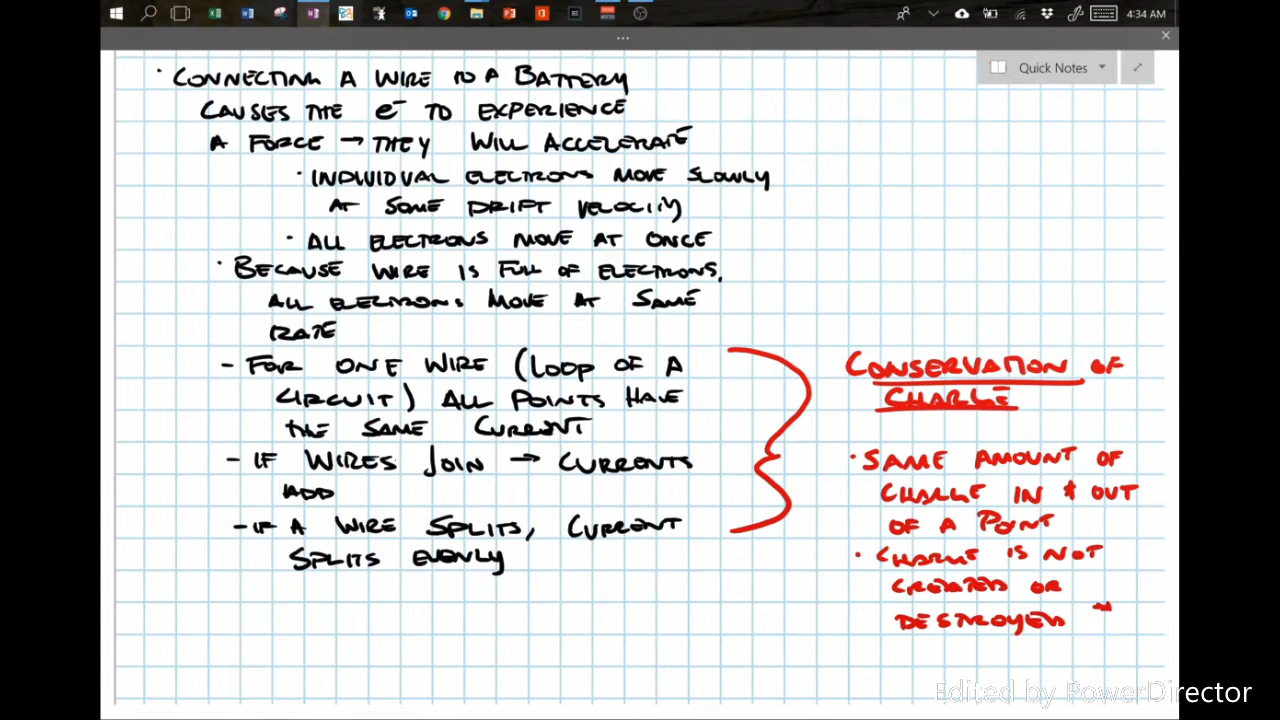 4:34 AM
...
Quick Notes
• CONNECTING A WIRE TO A BATTERY
CAUSES THE e⁻ TO EXPERIENCE
A FORCE → THEY WILL ACCELERATE
• INDIVIDUAL ELECTRONS MOVE SLOWLY
AT SOME DRIFT VELOCITY
• ALL ELECTRONS MOVE AT ONCE
• BECAUSE WIRE IS FULL OF ELECTRONS,
ALL ELECTRONS MOVE AT SAME
RATE
- FOR ONE WIRE (LOOP OF A
CIRCUIT) ALL POINTS HAVE
THE SAME CURRENT
- IF WIRES JOIN → CURRENTS
ADD
- IF A WIRE SPLITS, CURRENT
SPLITS EVENLY
CONSERVATION OF
CHARGE
• SAME AMOUNT OF
CHARGE IN & OUT
OF A POINT
• CHARGE IS NOT
CREATED OR
DESTROYED
Edited by PowerDirector